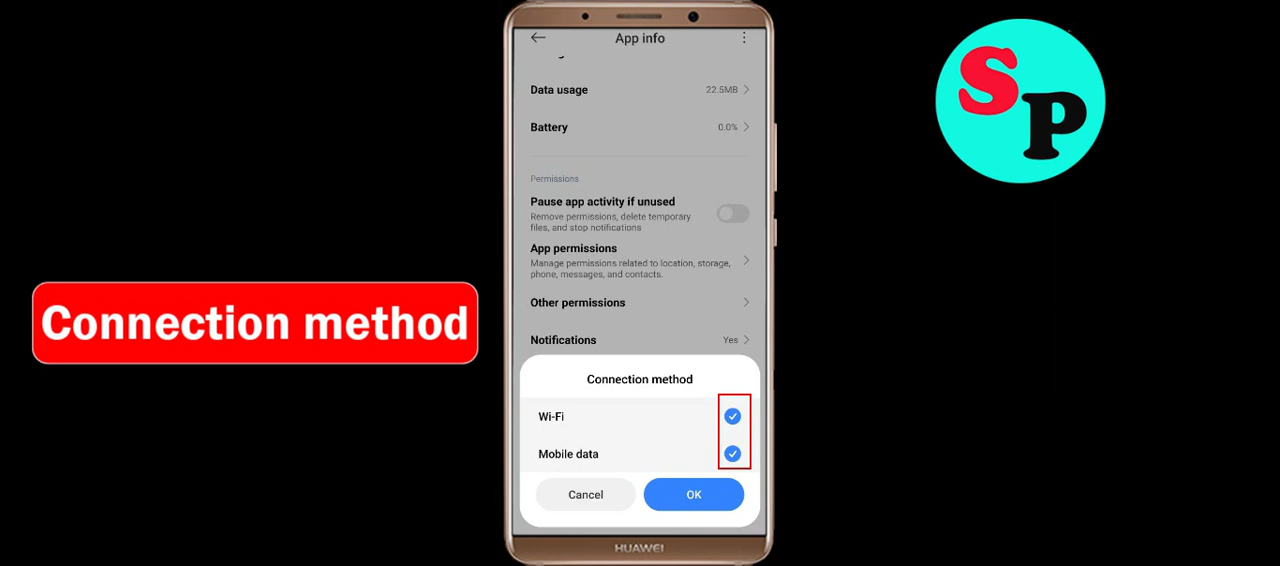 App info
Data usage 22.5MB
Battery 0.0%
Permissions
Pause app activity if unused
Remove permissions, delete temporary
files, and stop notifications
App permissions
Manage permissions related to location, storage,
phone, messages, and contacts.
Other permissions
Notifications Yes
Connection method
Wi-Fi
Mobile data
Cancel OK
HUAWEI
Connection method
SP